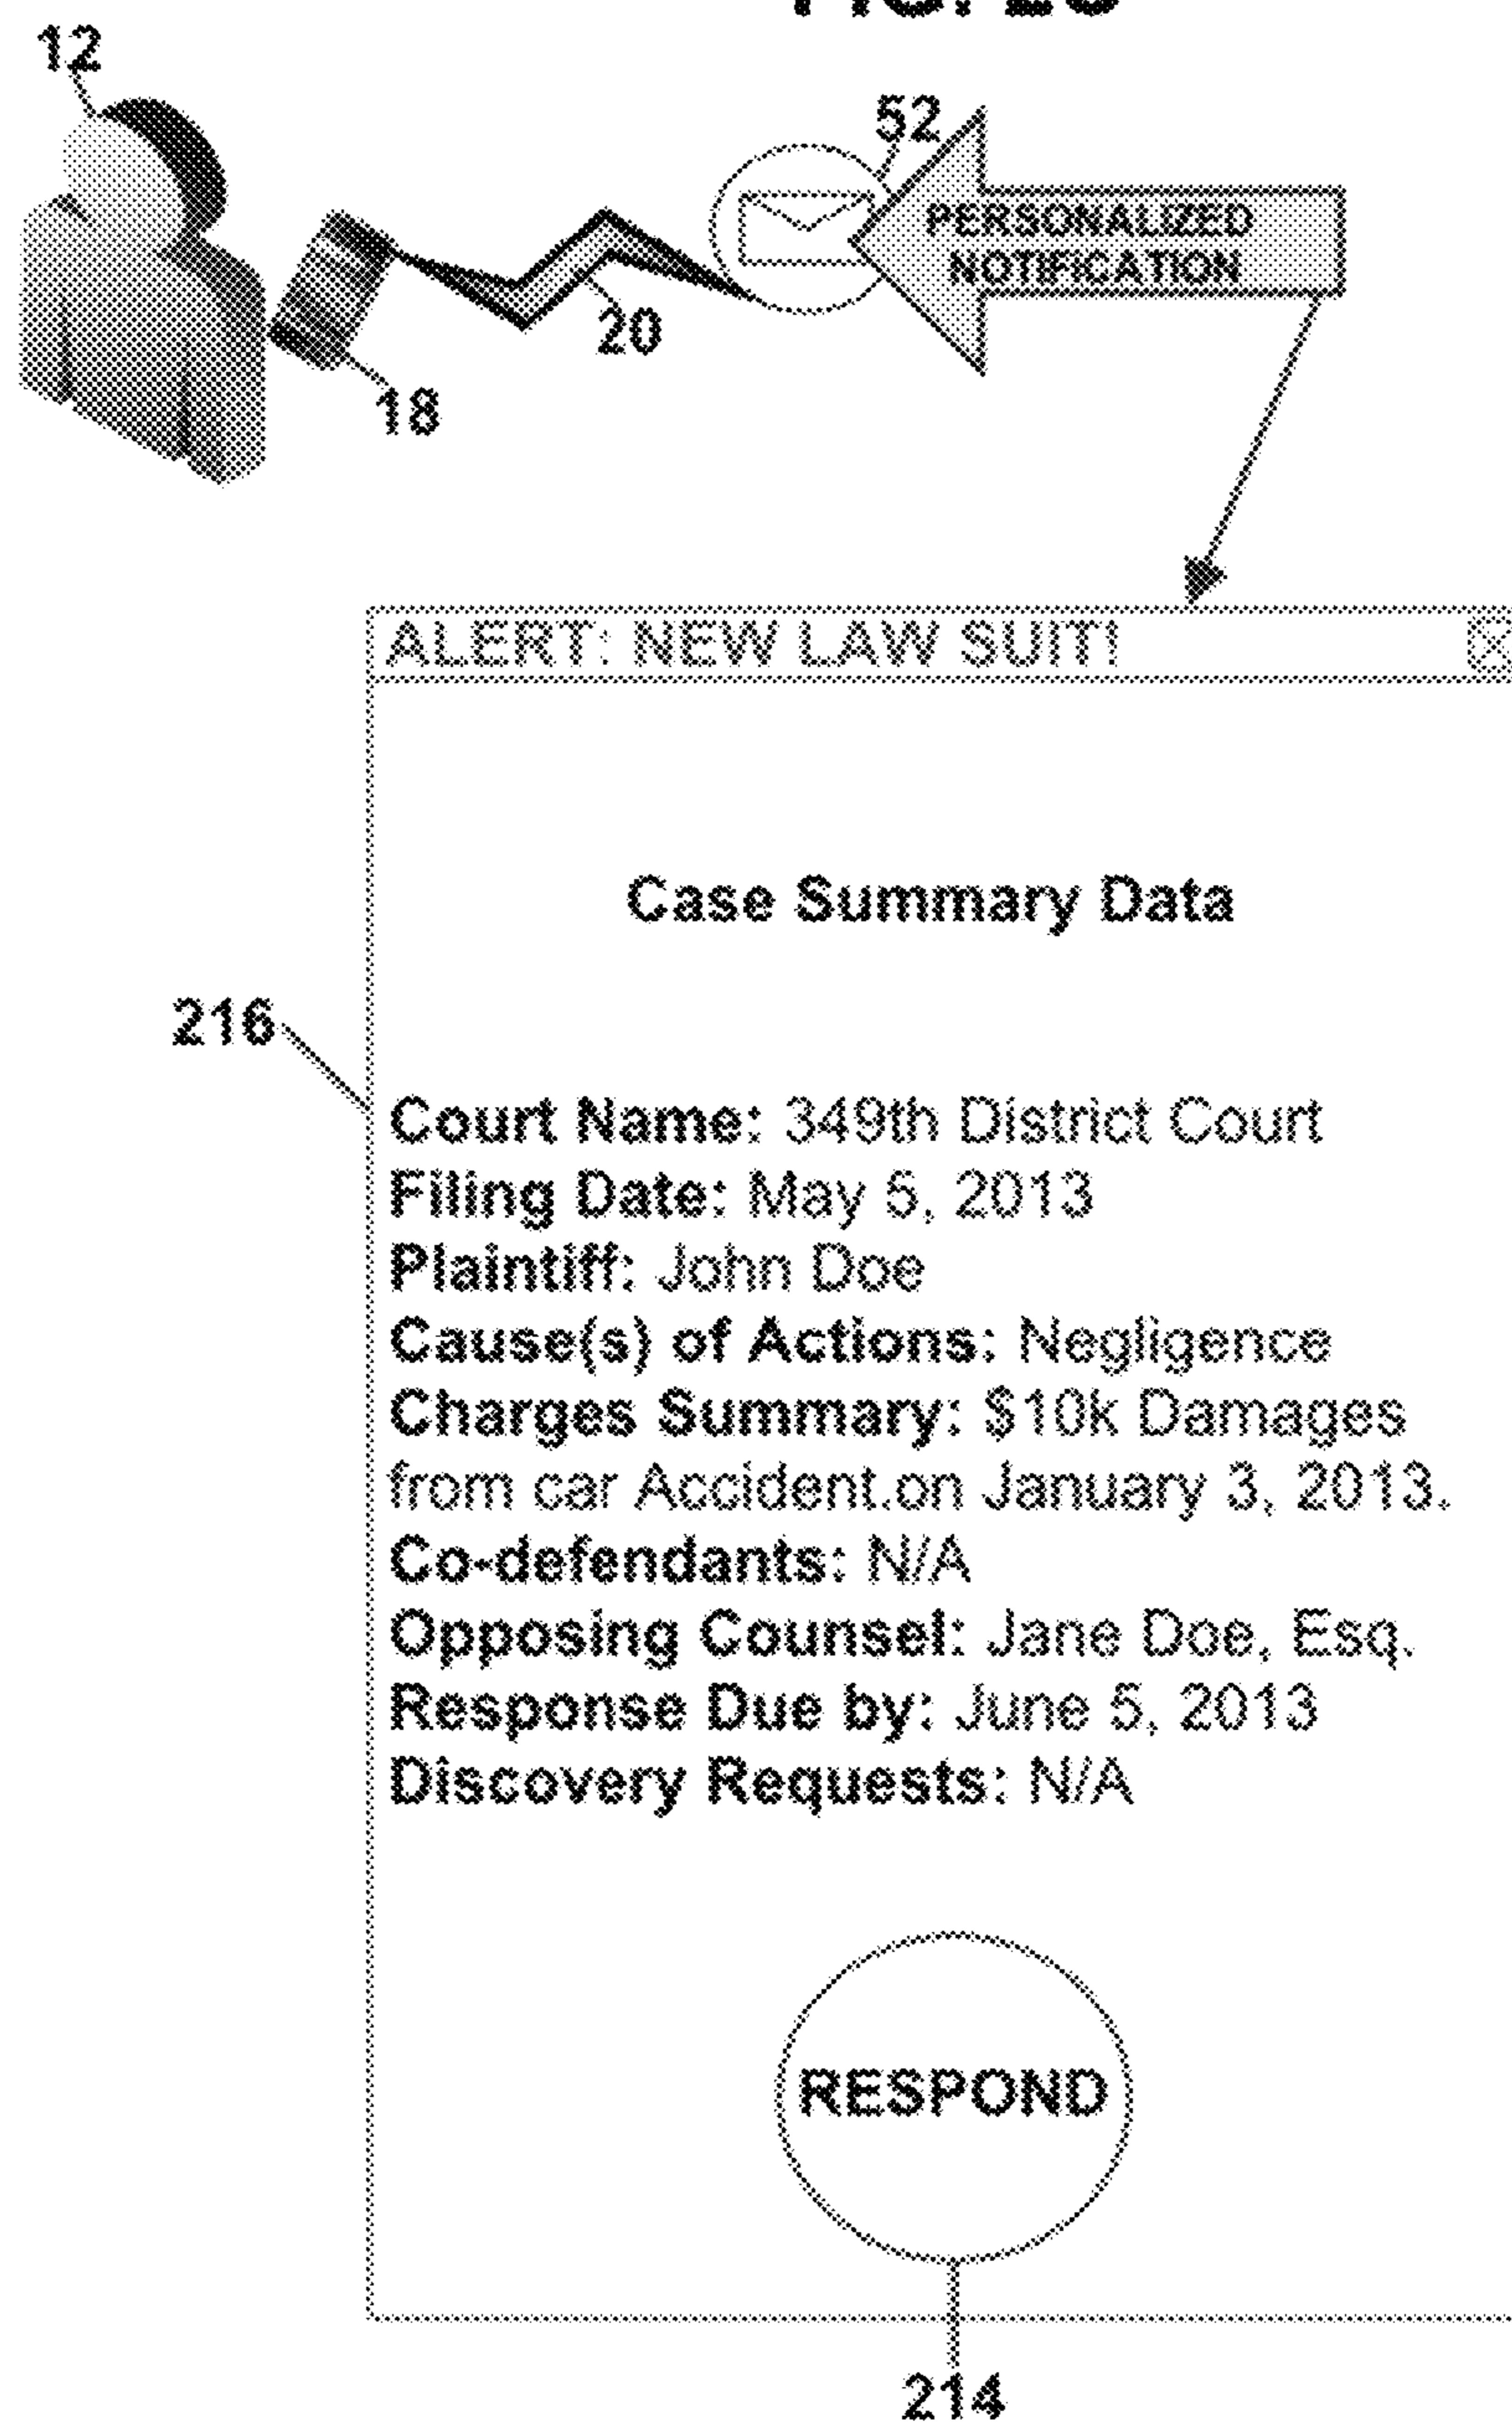 12
52
PERSONALIZED
NOTIFICATION
20
18
ALERT: NEW LAW SUIT!
Case Summary Data
216
Court Name: 349th District Court
Filing Date: May 5, 2013
Plaintiff: John Doe
Cause(s) of Actions: Negligence
Charges Summary: $10k Damages
from car Accident.on January 3, 2013.
Co-defendants: N/A
Opposing Counsel: Jane Doe, Esq.
Response Due by: June 5, 2013
Discovery Requests: N/A
RESPOND
214